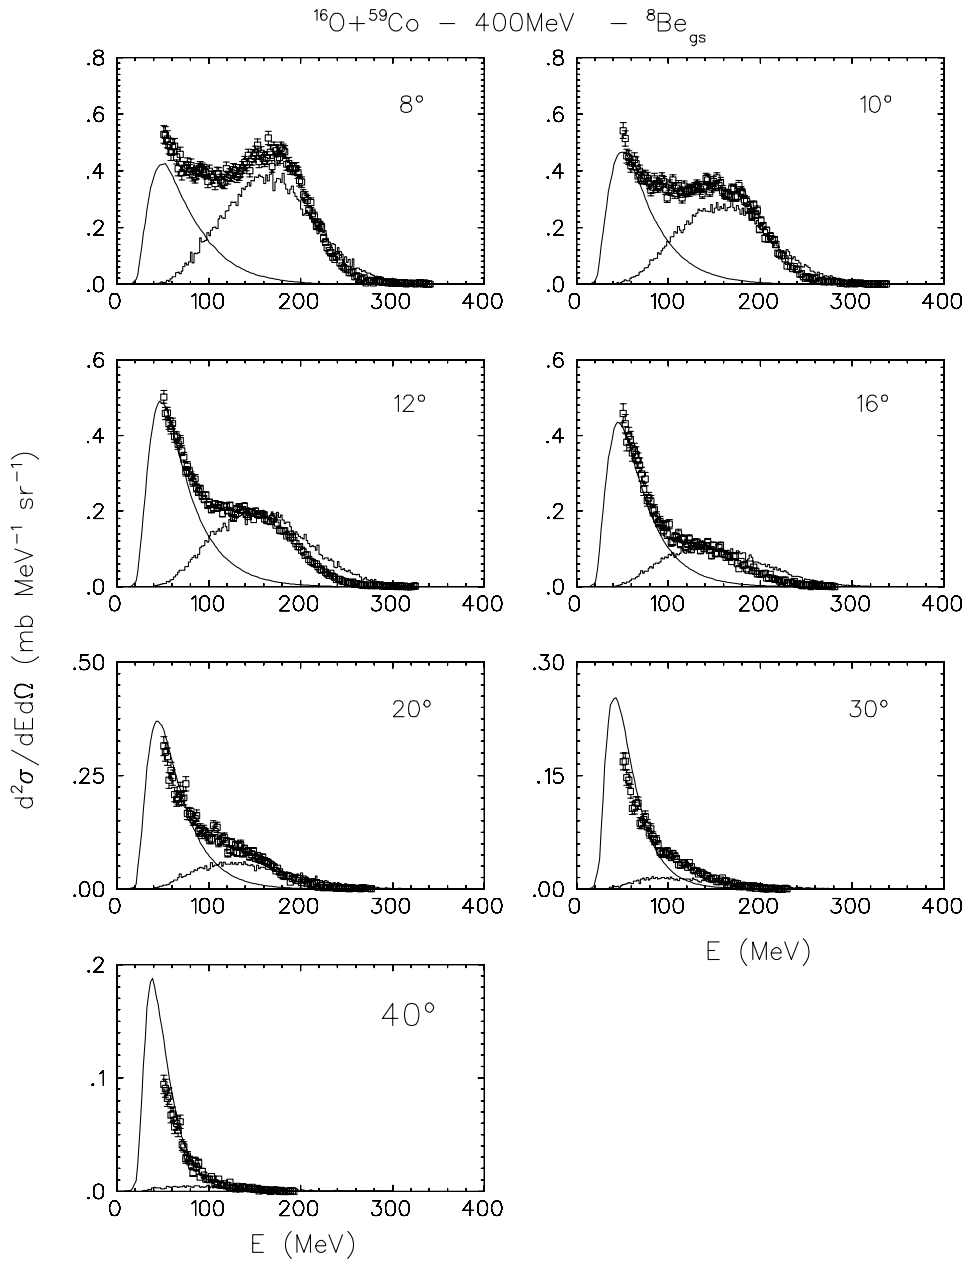 ¹⁶O+⁵⁹Co − 400MeV − ⁸Be_gs
.8 .6 .4 .2 .0
8°
0 100 200 300 400
.8 .6 .4 .2 .0
10°
0 100 200 300 400
.6 .4 .2 .0
12°
0 100 200 300 400
.6 .4 .2 .0
16°
0 100 200 300 400
d²σ/dEdΩ (mb MeV⁻¹ sr⁻¹)
.50 .25 .00
20°
0 100 200 300 400
.30 .15 .00
30°
0 100 200 300 400
E (MeV)
.2 .1 .0
40°
0 100 200 300 400
E (MeV)